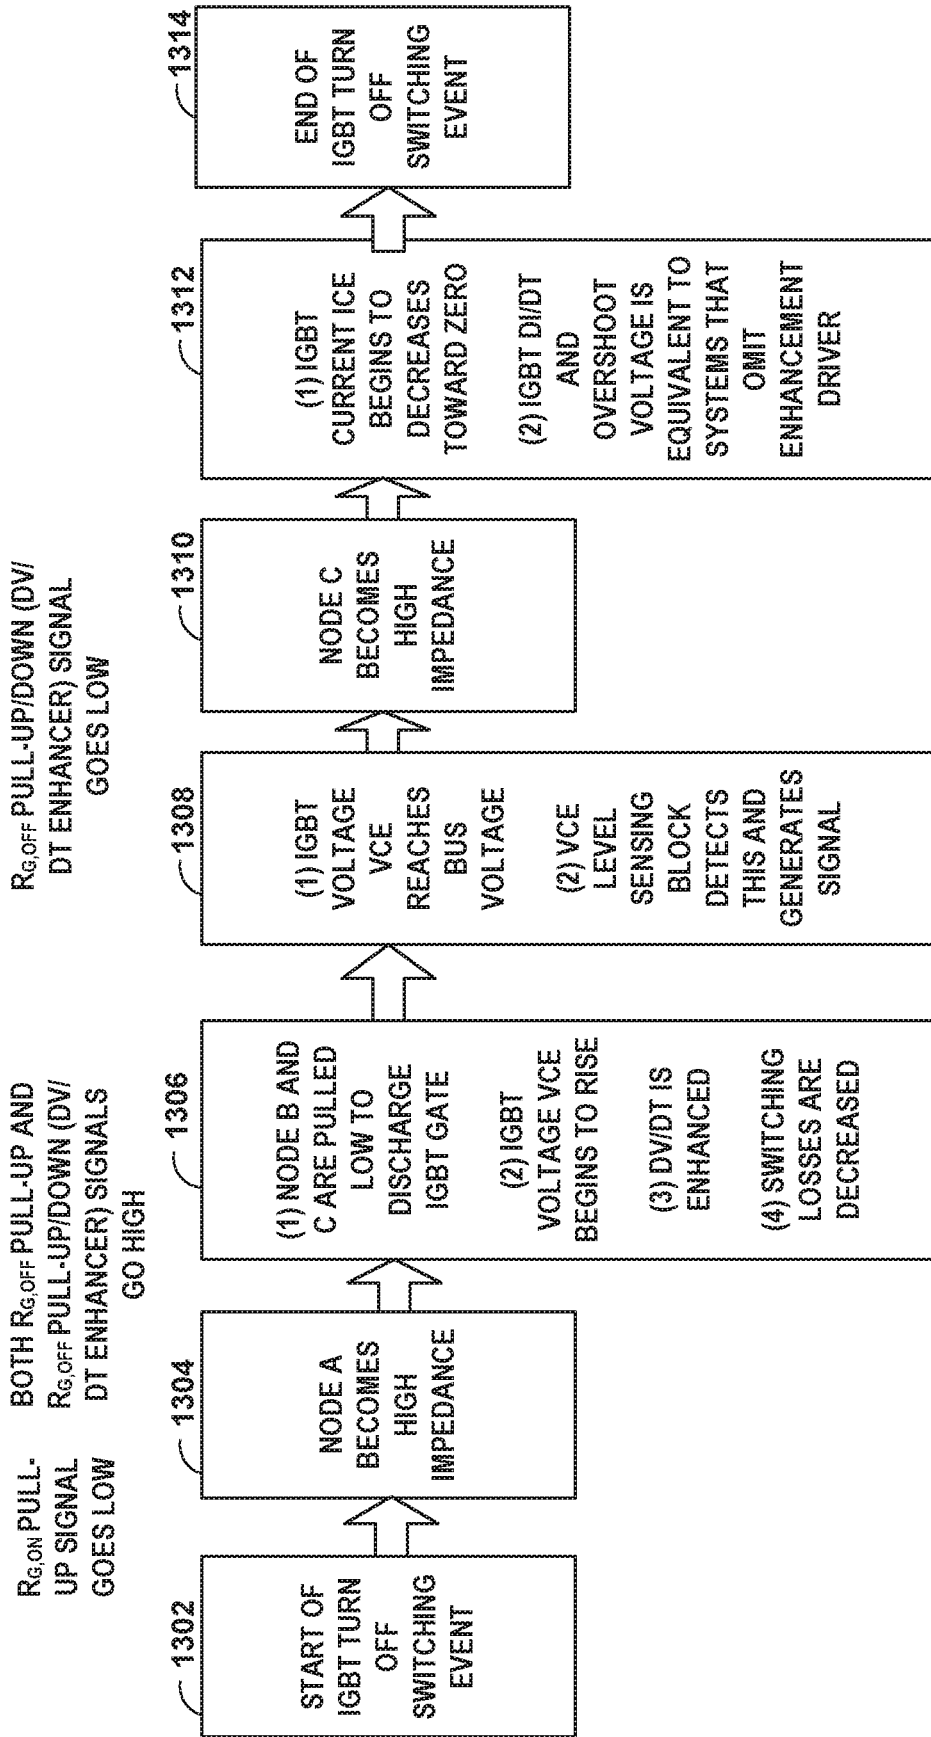 R_G,ON PULL-
UP SIGNAL
GOES LOW
BOTH R_G,OFF PULL-UP AND
R_G,OFF PULL-UP/DOWN (DV/
DT ENHANCER) SIGNALS
GO HIGH
R_G,OFF PULL-UP/DOWN (DV/
DT ENHANCER) SIGNAL
GOES LOW
1302
START OF
IGBT TURN
OFF
SWITCHING
EVENT
1304
NODE A
BECOMES
HIGH
IMPEDANCE
1306
(1) NODE B AND
C ARE PULLED
LOW TO
DISCHARGE
IGBT GATE
(2) IGBT
VOLTAGE VCE
BEGINS TO RISE
(3) DV/DT IS
ENHANCED
(4) SWITCHING
LOSSES ARE
DECREASED
1308
(1) IGBT
VOLTAGE
VCE
REACHES
BUS
VOLTAGE
(2) VCE
LEVEL
SENSING
BLOCK
DETECTS
THIS AND
GENERATES
SIGNAL
1310
NODE C
BECOMES
HIGH
IMPEDANCE
1312
(1) IGBT
CURRENT ICE
BEGINS TO
DECREASES
TOWARD ZERO
(2) IGBT DI/DT
AND
OVERSHOOT
VOLTAGE IS
EQUIVALENT TO
SYSTEMS THAT
OMIT
ENHANCEMENT
DRIVER
1314
END OF
IGBT TURN
OFF
SWITCHING
EVENT